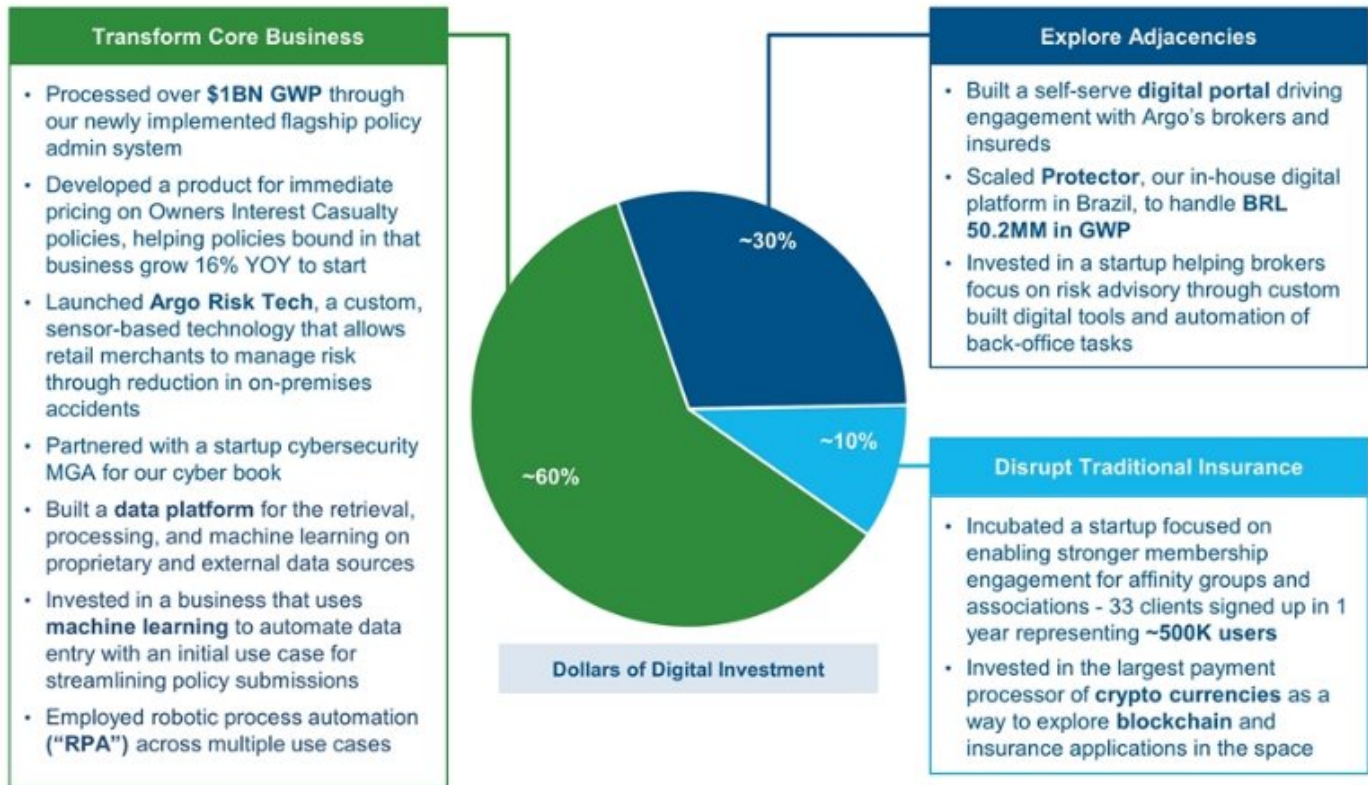 Transform Core Business
• Processed over $1BN GWP through
our newly implemented flagship policy
admin system
• Developed a product for immediate
pricing on Owners Interest Casualty
policies, helping policies bound in that
business grow 16% YOY to start
• Launched Argo Risk Tech, a custom,
sensor-based technology that allows
retail merchants to manage risk
through reduction in on-premises
accidents
• Partnered with a startup cybersecurity
MGA for our cyber book
• Built a data platform for the retrieval,
processing, and machine learning on
proprietary and external data sources
• Invested in a business that uses
machine learning to automate data
entry with an initial use case for
streamlining policy submissions
• Employed robotic process automation
(“RPA”) across multiple use cases
~30%
~10%
~60%
Dollars of Digital Investment
Explore Adjacencies
• Built a self-serve digital portal driving
engagement with Argo’s brokers and
insureds
• Scaled Protector, our in-house digital
platform in Brazil, to handle BRL
50.2MM in GWP
• Invested in a startup helping brokers
focus on risk advisory through custom
built digital tools and automation of
back-office tasks
Disrupt Traditional Insurance
• Incubated a startup focused on
enabling stronger membership
engagement for affinity groups and
associations - 33 clients signed up in 1
year representing ~500K users
• Invested in the largest payment
processor of crypto currencies as a
way to explore blockchain and
insurance applications in the space